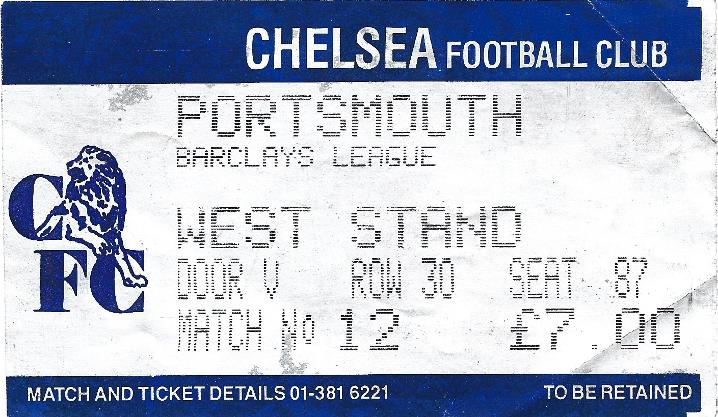 CHELSEA FOOTBALL CLUB
PORTSMOUTH
BARCLAYS LEAGUE
WEST STAND
DOOR V ROW 30 SEAT 87
MATCH No 12 £7.00
CFC
MATCH AND TICKET DETAILS 01-381 6221 TO BE RETAINED